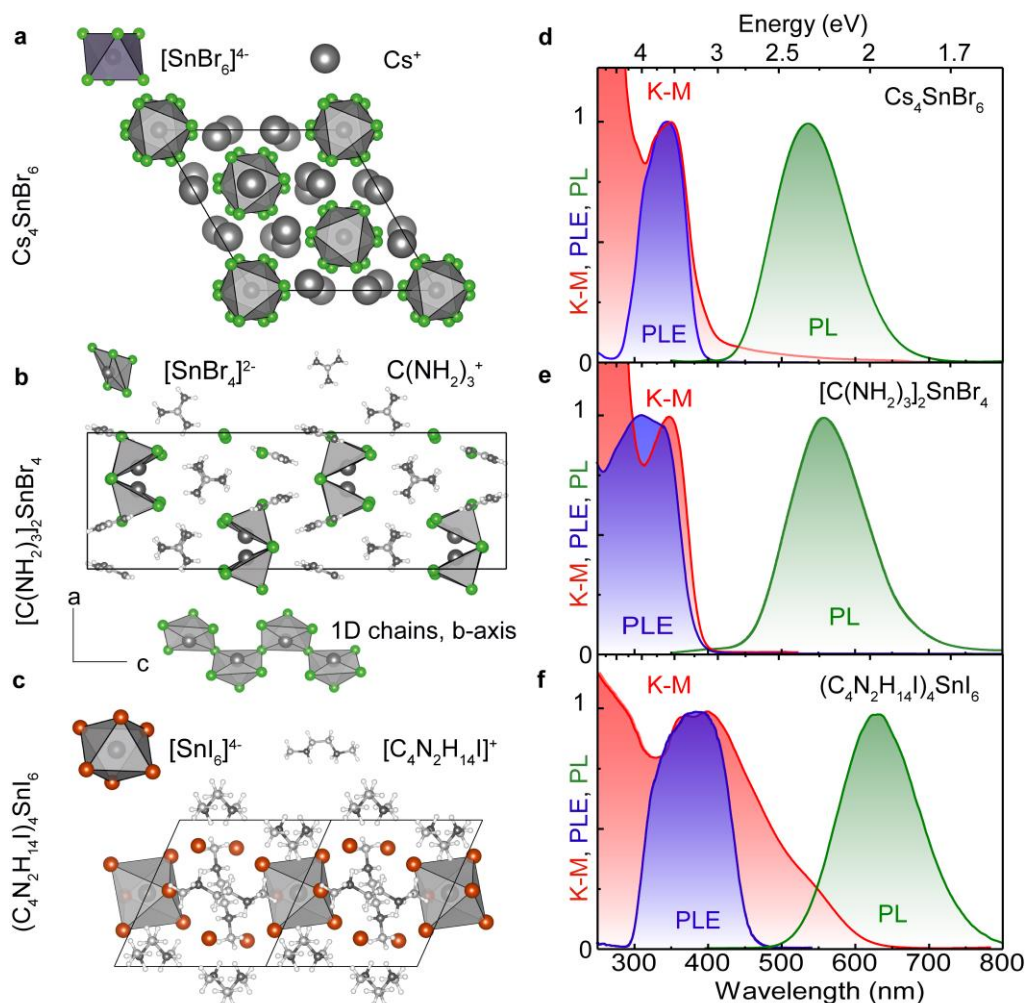 a
[SnBr₆]⁴⁻
Cs⁺
Cs₄SnBr₆
b
[SnBr₄]²⁻
C(NH₂)₃⁺
[C(NH₂)₃]₂SnBr₄
a
c
1D chains, b-axis
c
[SnI₆]⁴⁻
[C₄N₂H₁₄I]⁺
(C₄N₂H₁₄I)₄SnI₆
Energy (eV)
4 3 2.3 2 1.7
d
K-M
Cs₄SnBr₆
1
PLE
PL
0
K-M, PLE, PL
e
K-M
[C(NH₂)₃]₂SnBr₄
1
PLE
PL
0
K-M, PLE, PL
f
K-M
(C₄N₂H₁₄I)₄SnI₆
1
PLE
PL
0
K-M, PLE, PL
300 400 500 600 700 800
Wavelength (nm)